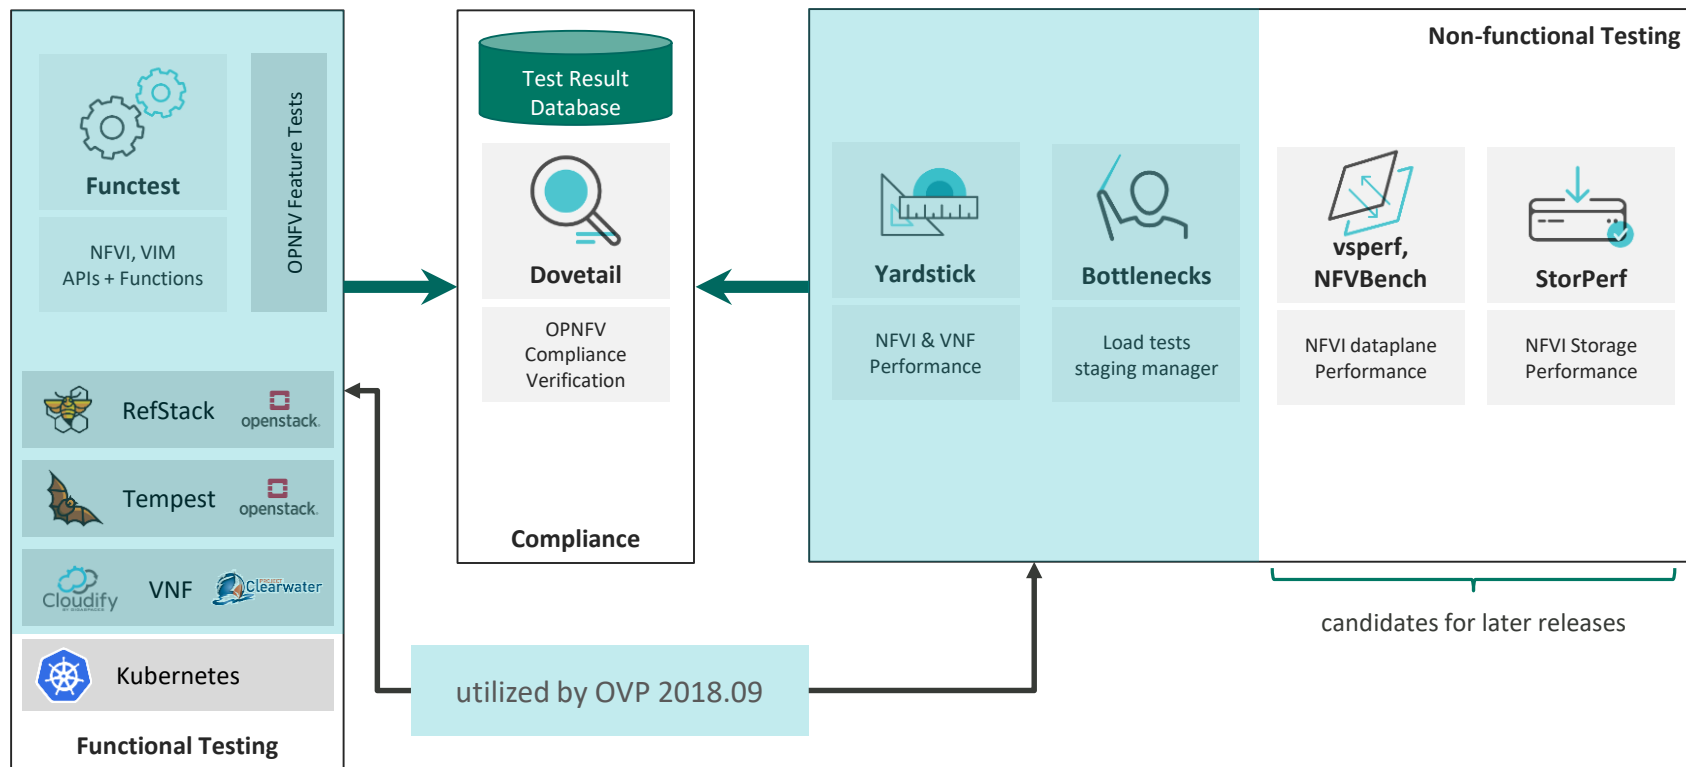 Functest
NFVI, VIM
APIs + Functions
OPNFV Feature Tests
RefStack
openstack.
Tempest
openstack.
Cloudify
VNF
PROJECT
Clearwater
Kubernetes
Functional Testing
Test Result
Database
Dovetail
OPNFV
Compliance
Verification
Compliance
utilized by OVP 2018.09
Non-functional Testing
Yardstick
NFVI & VNF
Performance
Bottlenecks
Load tests
staging manager
vsperf,
NFVBench
NFVI dataplane
Performance
StorPerf
NFVI Storage
Performance
candidates for later releases